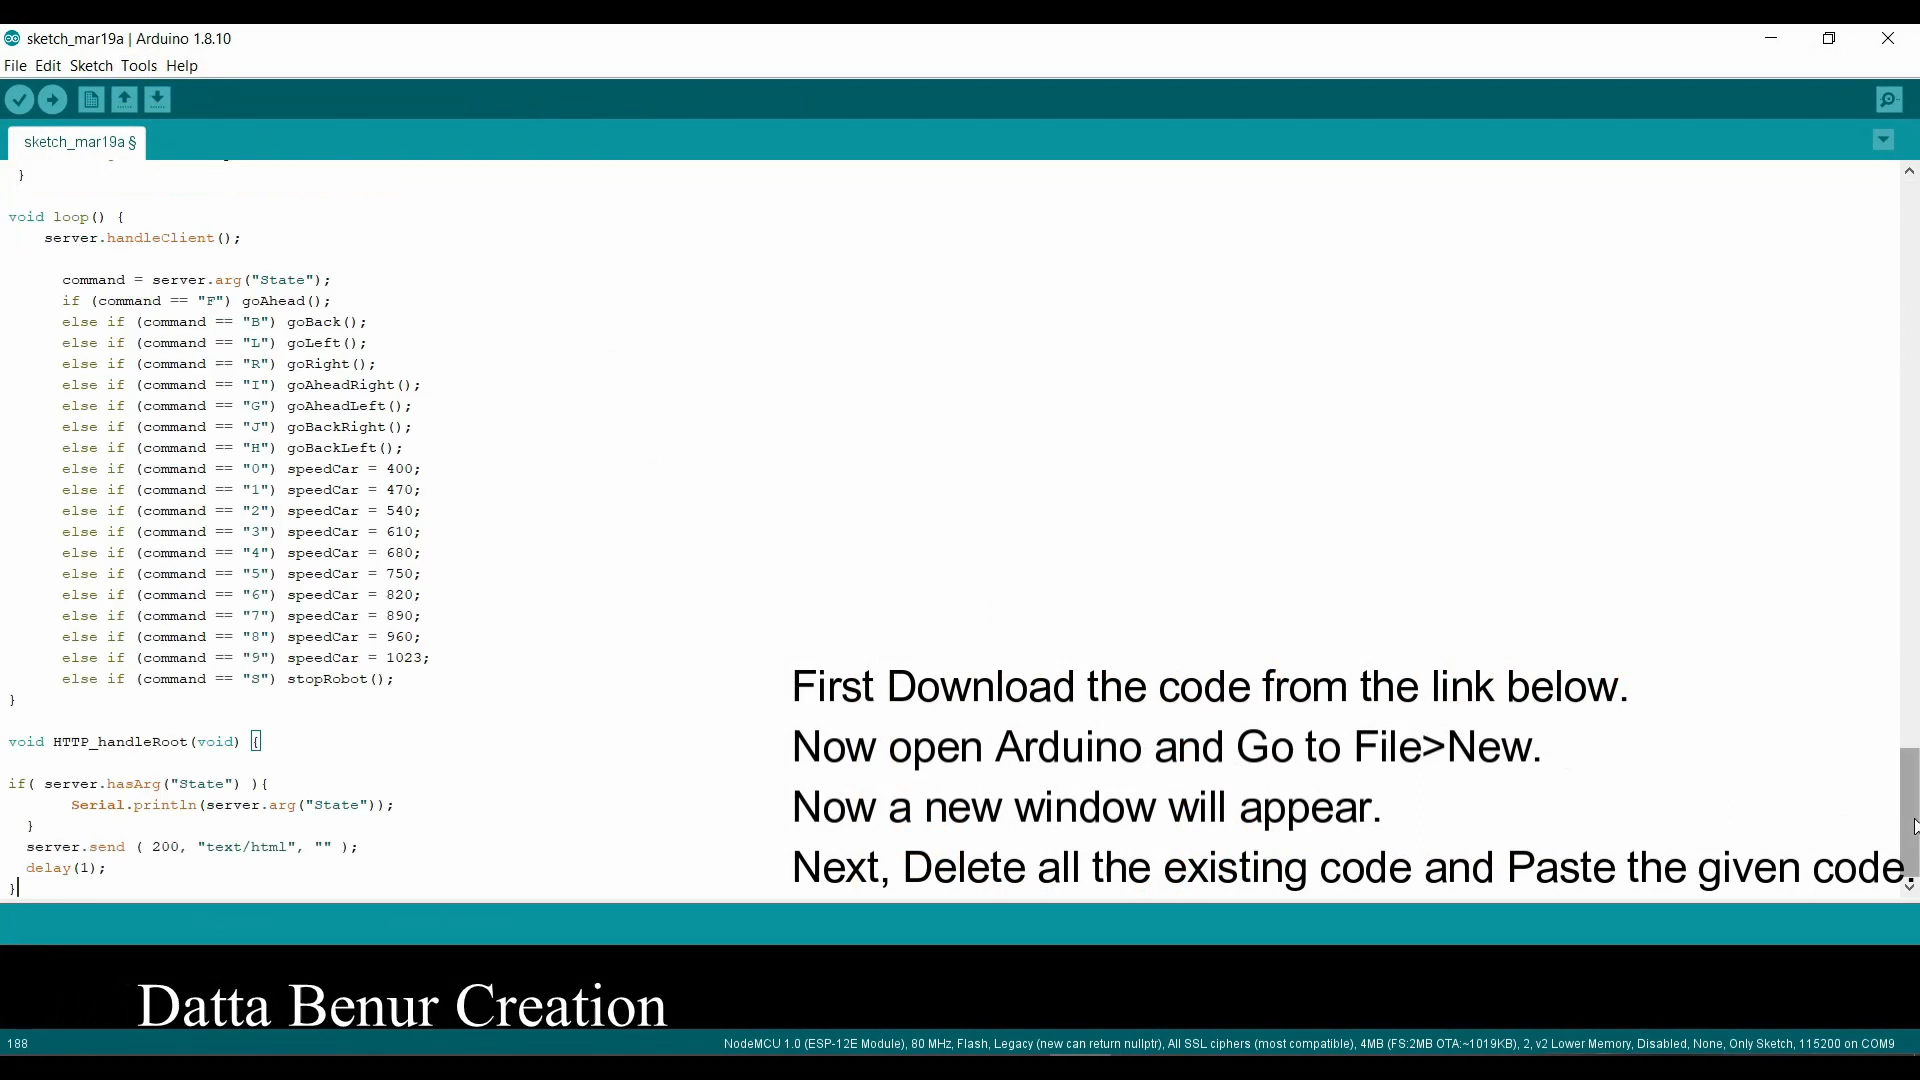 sketch_mar19a | Arduino 1.8.10
File Edit Sketch Tools Help
sketch_mar19a §
}
void loop() {
server.handleClient();
command = server.arg("State");
if (command == "F") goAhead();
else if (command == "B") goBack();
else if (command == "L") goLeft();
else if (command == "R") goRight();
else if (command == "I") goAheadRight();
else if (command == "G") goAheadLeft();
else if (command == "J") goBackRight();
else if (command == "H") goBackLeft();
else if (command == "0") speedCar = 400;
else if (command == "1") speedCar = 470;
else if (command == "2") speedCar = 540;
else if (command == "3") speedCar = 610;
else if (command == "4") speedCar = 680;
else if (command == "5") speedCar = 750;
else if (command == "6") speedCar = 820;
else if (command == "7") speedCar = 890;
else if (command == "8") speedCar = 960;
else if (command == "9") speedCar = 1023;
else if (command == "S") stopRobot();
}
void HTTP_handleRoot(void) {
if( server.hasArg("State") ){
Serial.println(server.arg("State"));
}
server.send ( 200, "text/html", "" );
delay(1);
}
First Download the code from the link below.
Now open Arduino and Go to File>New.
Now a new window will appear.
Next, Delete all the existing code and Paste the given code.
Datta Benur Creation
188
NodeMCU 1.0 (ESP-12E Module), 80 MHz, Flash, Legacy (new can return nullptr), All SSL ciphers (most compatible), 4MB (FS:2MB OTA:~1019KB), 2, v2 Lower Memory, Disabled, None, Only Sketch, 115200 on COM9